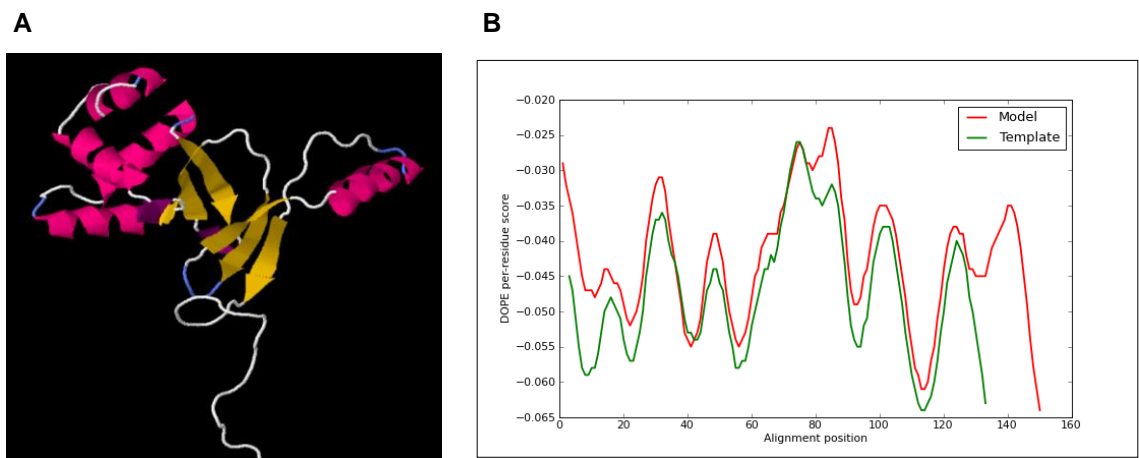 A
B
−0.020
−0.025
−0.030
−0.035
−0.040
−0.045
−0.050
−0.055
−0.060
−0.065
DOPE per-residue score
Model
Template
0 20 40 60 80 100 120 140 160
Alignment position